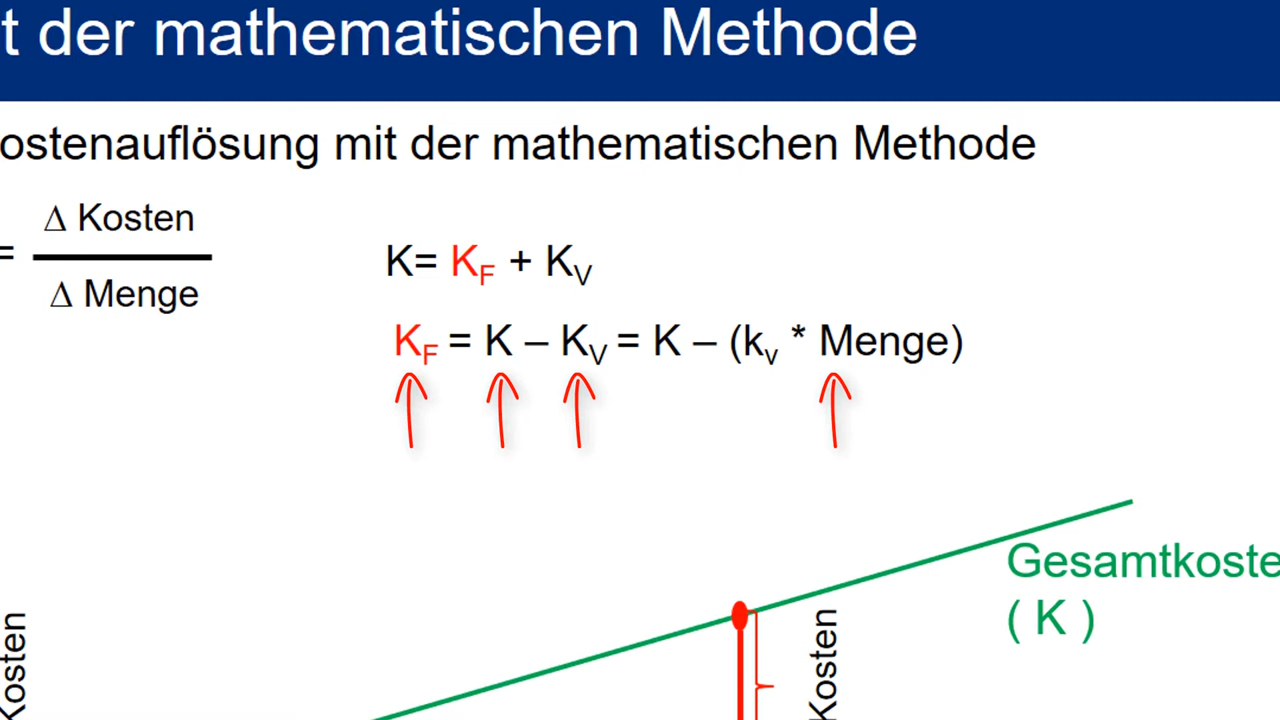 t der mathematischen Methode
ostenauflösung mit der mathematischen Methode
= Δ Kosten
Δ Menge
K= K_F + K_V
K_F = K – K_V = K – (k_v * Menge)
Gesamtkoste
( K )
Kosten
Kosten